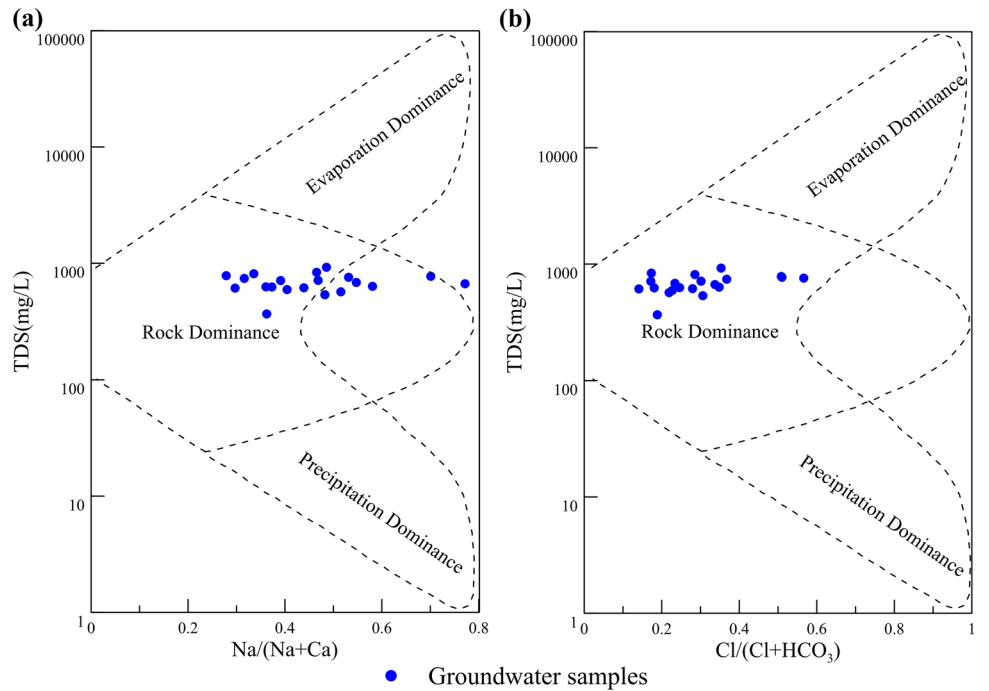 (a)
100000
10000
1000
100
10
1
TDS(mg/L)
Evaporation Dominance
Rock Dominance
Precipitation Dominance
0
0.2
0.4
0.6
0.8
Na/(Na+Ca)
(b)
100000
10000
1000
100
10
1
TDS(mg/L)
Evaporation Dominance
Rock Dominance
Precipitation Dominance
0
0.2
0.4
0.6
0.8
1
Cl/(Cl+HCO₃)
Groundwater samples